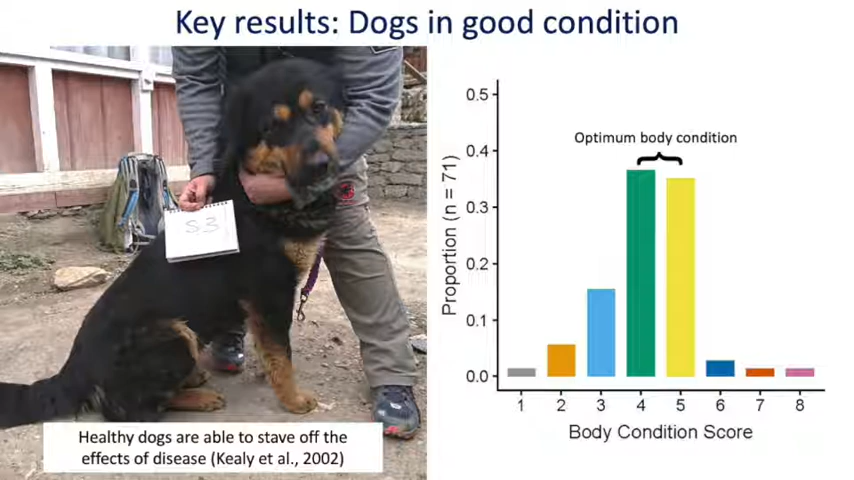 Key results: Dogs in good condition
S3
Healthy dogs are able to stave off the
effects of disease (Kealy et al., 2002)
Optimum body condition
Proportion (n = 71)
0.5
0.4
0.3
0.2
0.1
0.0
1 2 3 4 5 6 7 8
Body Condition Score